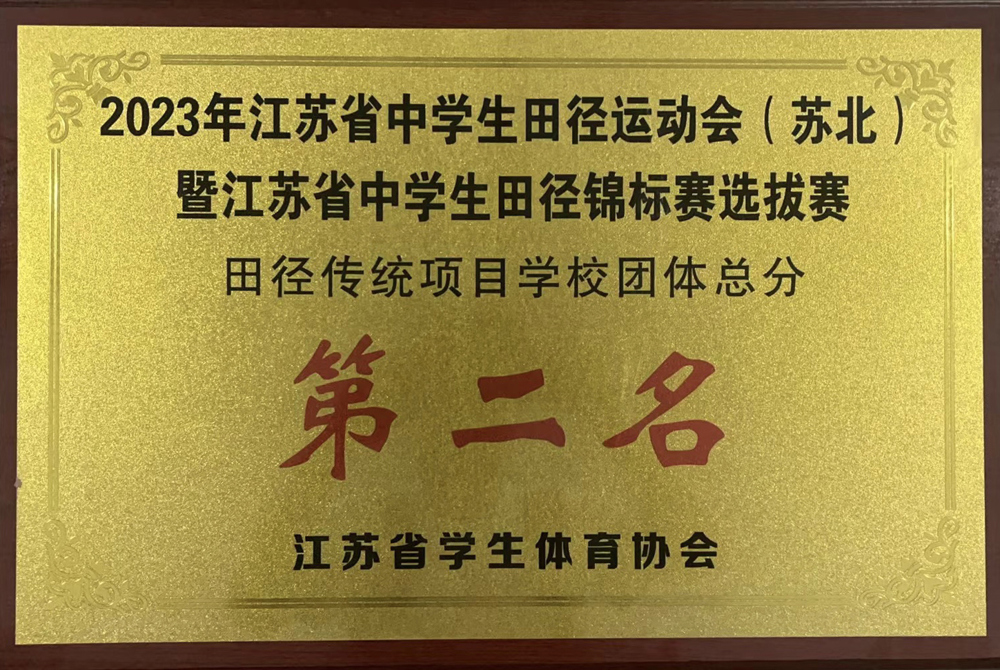 2023年江苏省中学生田径运动会（苏北）
暨江苏省中学生田径锦标赛选拔赛
田径传统项目学校团体总分
第二名
江苏省学生体育协会